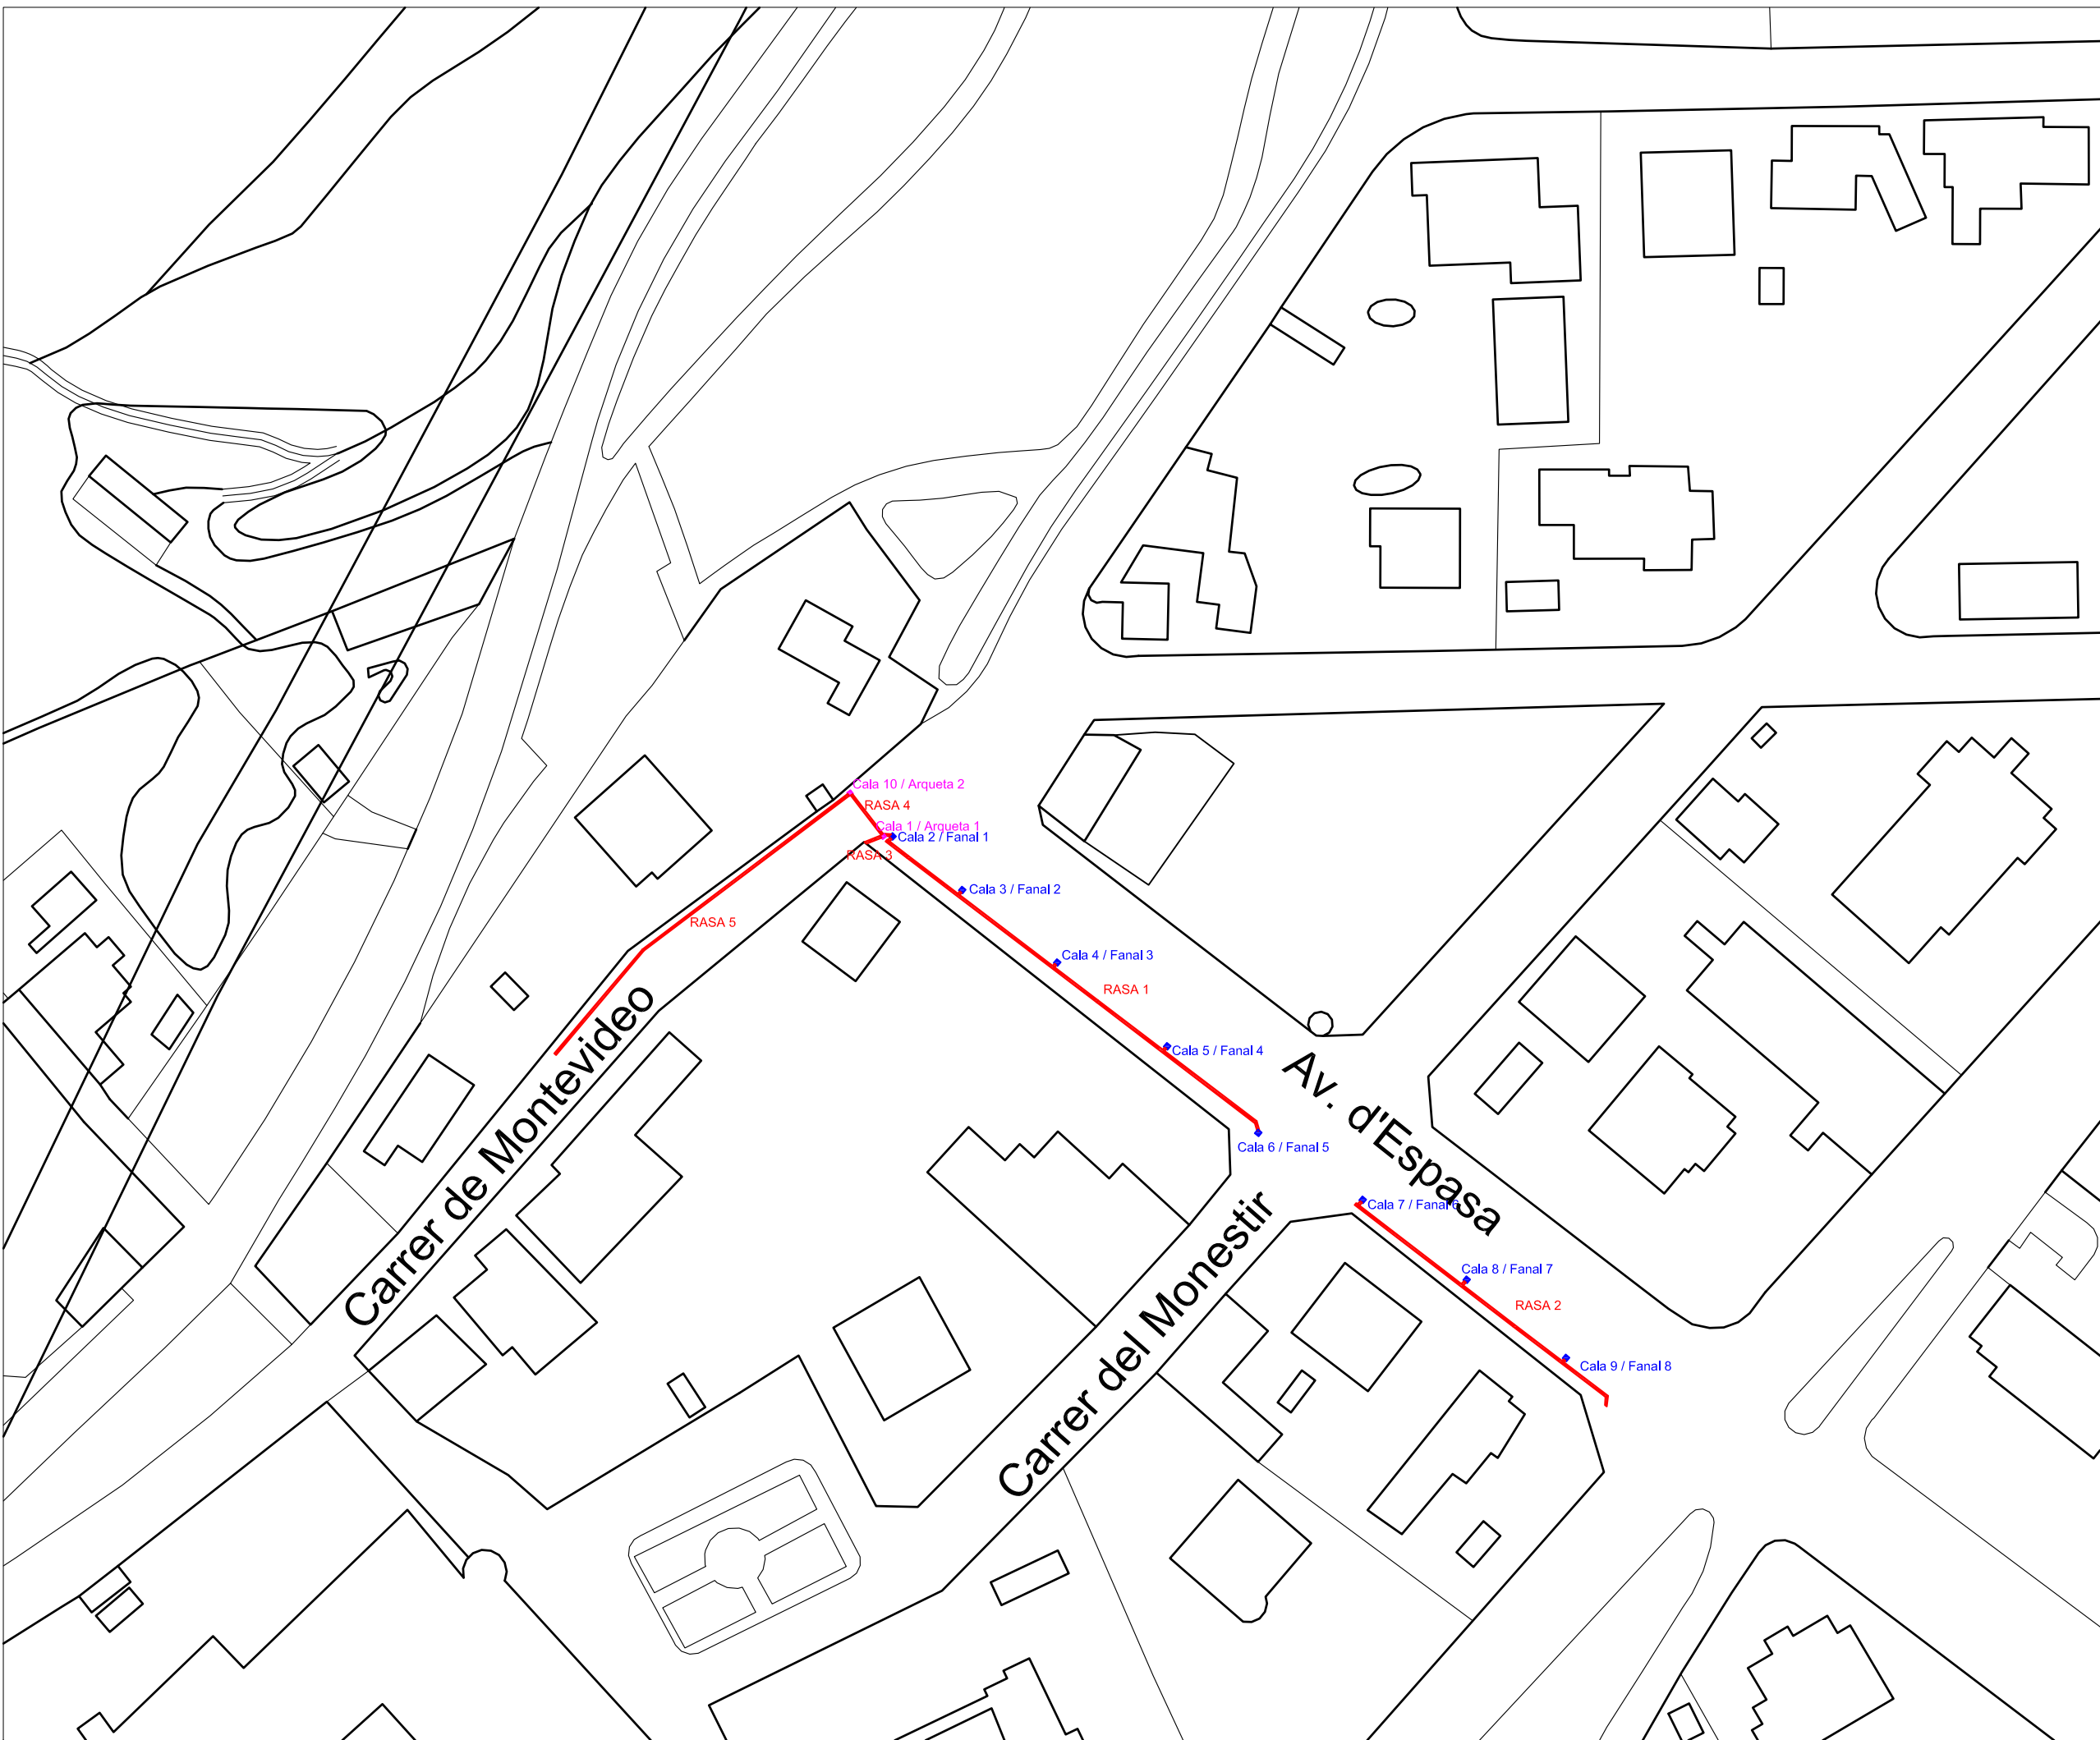 Cala 10 / Arqueta 2
RASA 4
Cala 1 / Arqueta 1
Cala 2 / Fanal 1
RASA 3
Cala 3 / Fanal 2
RASA 5
Cala 4 / Fanal 3
RASA 1
Cala 5 / Fanal 4
Cala 6 / Fanal 5
Carrer de Montevideo
Av. d'Espasa
Cala 7 / Fanal 6
Carrer del Monestir
Cala 8 / Fanal 7
RASA 2
Cala 9 / Fanal 8